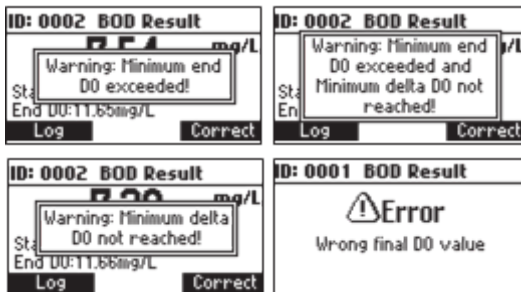 ID: 0002 BOD Result
mg/L
Warning: Minimum end
DO exceeded!
End DO:11.65mg/L
Log Correct
ID: 0002 BOD Result
Warning: Minimum end
DO exceeded and
Minimum delta DO not
reached!
Log Correct
ID: 0002 BOD Result
mg/L
Warning: Minimum delta
DO not reached!
End DO:11.66mg/L
Log Correct
ID: 0001 BOD Result
Error
Wrong final DO value